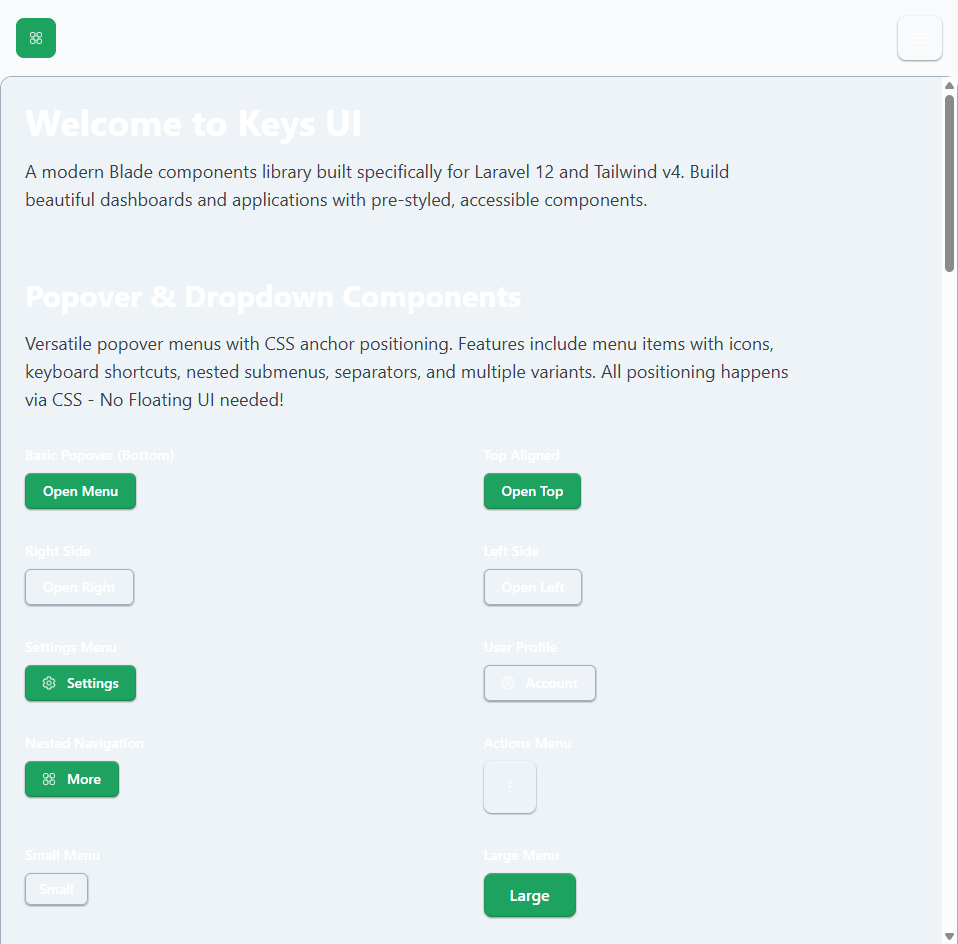 Welcome to Keys UI
A modern Blade components library built specifically for Laravel 12 and Tailwind v4. Build
beautiful dashboards and applications with pre-styled, accessible components.
Popover & Dropdown Components
Versatile popover menus with CSS anchor positioning. Features include menu items with icons,
keyboard shortcuts, nested submenus, separators, and multiple variants. All positioning happens
via CSS - No Floating UI needed!
Basic Popover (Bottom)
Top Aligned
Open Menu
Open Top
Right Side
Left Side
Open Right
Open Left
Settings Menu
User Profile
Settings
Account
Nested Navigation
Actions Menu
More
Small Menu
Large Menu
Small
Large